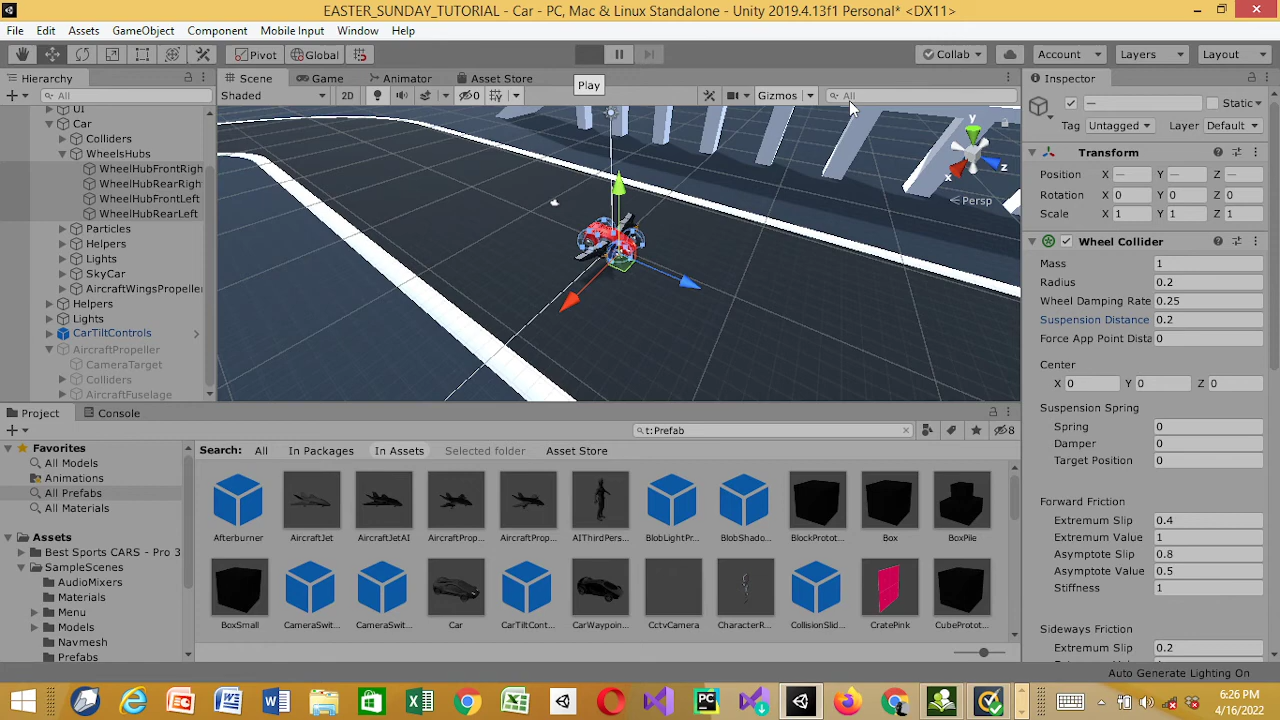 EASTER_SUNDAY_TUTORIAL - Car - PC, Mac & Linux Standalone - Unity 2019.4.13f1 Personal* <DX11>
File Edit Assets GameObject Component Mobile Input Window Help
Pivot Global Collab Account Layers Layout
Hierarchy Scene Game Animator Asset Store Inspector
All Shaded 2D 0 Play Gizmos All Static
Tag Untagged Layer Default
UI
Car
Colliders
WheelsHubs
WheelHubFrontRigh
WheelHubRearRigh
WheelHubFrontLeft
WheelHubRearLeft
Particles
Helpers
Lights
SkyCar
AircraftWingsPropelle
Helpers
Lights
CarTiltControls
AircraftPropeller
CameraTarget
Colliders
AircraftFuselage
y
x
z
Persp
Transform
Position X — Y — Z —
Rotation X 0 Y 0 Z 0
Scale X 1 Y 1 Z 1
Wheel Collider
Mass 1
Radius 0.2
Wheel Damping Rate 0.25
Suspension Distance 0.2
Force App Point Dista 0
Center
X 0 Y 0 Z 0
Suspension Spring
Spring 0
Damper 0
Target Position 0
Forward Friction
Extremum Slip 0.4
Extremum Value 1
Asymptote Slip 0.8
Asymptote Value 0.5
Stiffness 1
Sideways Friction
Extremum Slip 0.2
Project Console
t:Prefab 8
Favorites
All Models
Animations
All Prefabs
All Materials
Assets
Best Sports CARS - Pro 3
SampleScenes
AudioMixers
Materials
Menu
Models
Navmesh
Prefabs
Search: All In Packages In Assets Selected folder Asset Store
Afterburner AircraftJet AircraftJetAI AircraftProp... AircraftProp... AIThirdPers... BlobLightPr... BlobShado... BlockProtot... Box BoxPile
BoxSmall CameraSwit... CameraSwit... Car CarTiltCont... CarWaypoin... CctvCamera CharacterR... CollisionSlid... CratePink CubePrototo...
Auto Generate Lighting On
6:26 PM
4/16/2022